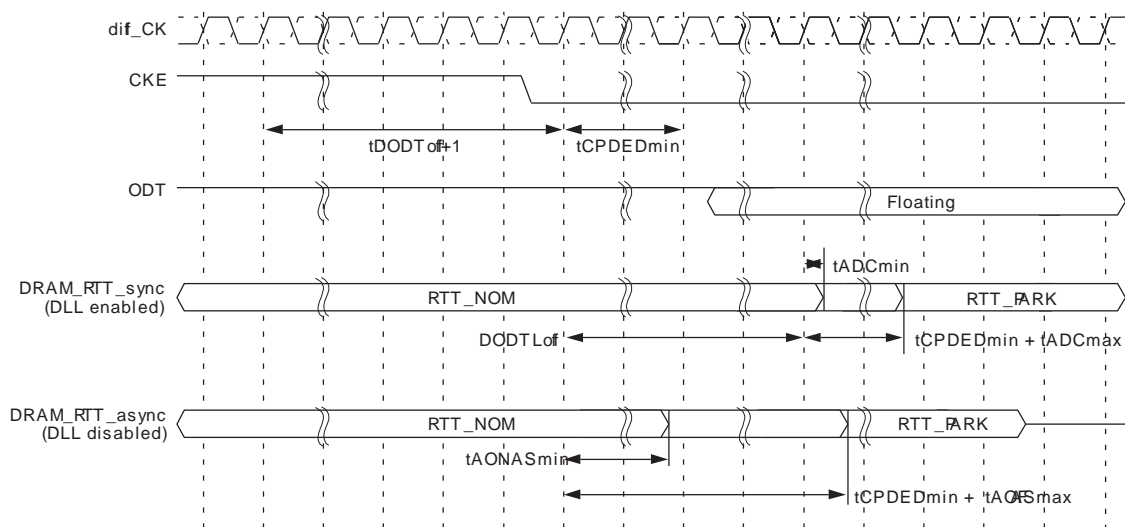 dif_CK
CKE
tDODTof+1
tCPDEDmin
ODT
Floating
tADCmin
DRAM_RTT_sync
(DLL enabled)
RTT_NOM
RTT_PARK
DODTLoff
tCPDEDmin + tADCmax
DRAM_RTT_async
(DLL disabled)
RTT_NOM
RTT_PARK
tAONASmin
tCPDEDmin + tAOFASmax